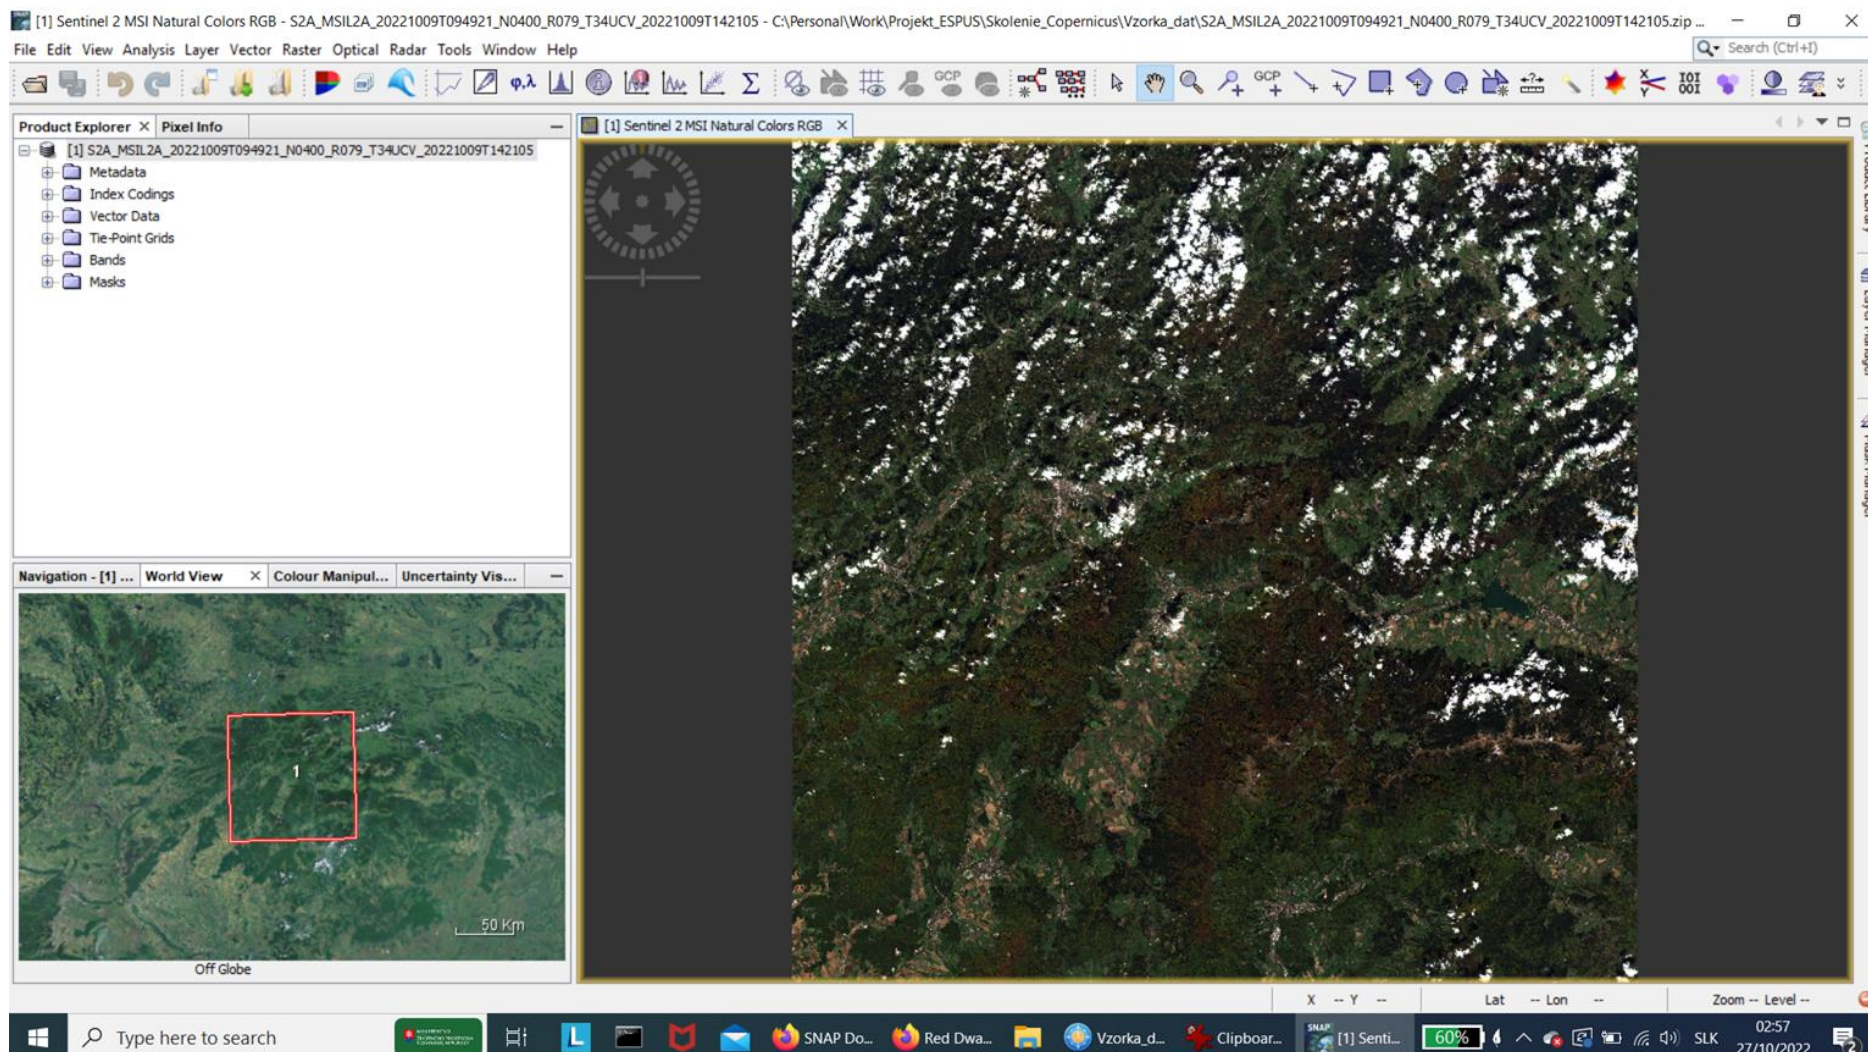 [1] Sentinel 2 MSI Natural Colors RGB - S2A_MSIL2A_20221009T094921_N0400_R079_T34UCV_20221009T142105 - C:\Personal\Work\Projekt_ESPUS\Skolenie_Copernicus\Vzorka_dat\S2A_MSIL2A_20221009T094921_N0400_R079_T34UCV_20221009T142105.zip ...
File Edit View Analysis Layer Vector Raster Optical Radar Tools Window Help
Search (Ctrl+I)
φ,λ Σ GCP GCP
Product Explorer Pixel Info
[1] Sentinel 2 MSI Natural Colors RGB
[1] S2A_MSIL2A_20221009T094921_N0400_R079_T34UCV_20221009T142105
Metadata
Index Codings
Vector Data
Tie-Point Grids
Bands
Masks
Navigation - [1] ... World View Colour Manipul... Uncertainty Vis...
1
50 Km
Off Globe
X -- Y -- Lat -- Lon -- Zoom -- Level --
Type here to search
L
SNAP Do...
Red Dwa...
Vzorka_d...
Clipboar...
SNAP
[1] Senti...
60%
SLK
02:57
27/10/2022
2